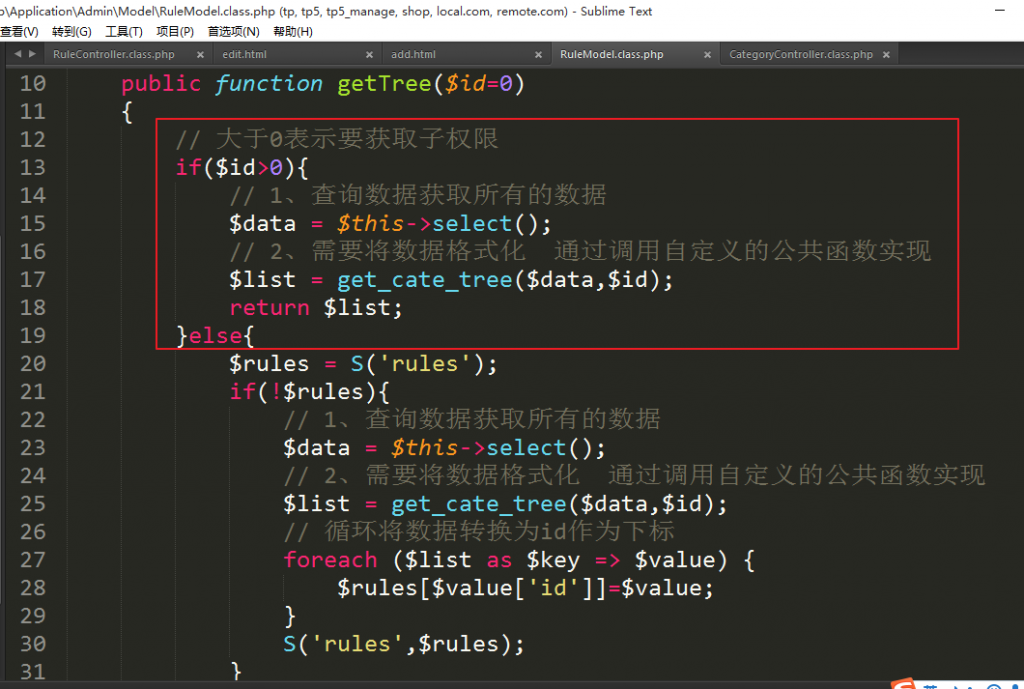 o\Application\Admin\Model\RuleModel.class.php (tp, tp5, tp5_manage, shop, local.com, remote.com) - Sublime Text
查看(V) 转到(G) 工具(T) 项目(P) 首选项(N) 帮助(H)
RuleController.class.php × edit.html × add.html × RuleModel.class.php × CategoryController.class.php ×
10 public function getTree($id=0)
11 {
12 // 大于0表示要获取子权限
13 if($id>0){
14 // 1、查询数据获取所有的数据
15 $data = $this->select();
16 // 2、需要将数据格式化 通过调用自定义的公共函数实现
17 $list = get_cate_tree($data,$id);
18 return $list;
19 }else{
20 $rules = S('rules');
21 if(!$rules){
22 // 1、查询数据获取所有的数据
23 $data = $this->select();
24 // 2、需要将数据格式化 通过调用自定义的公共函数实现
25 $list = get_cate_tree($data,$id);
26 // 循环将数据转换为id作为下标
27 foreach ($list as $key => $value) {
28 $rules[$value['id']]=$value;
29 }
30 S('rules',$rules);
31 }